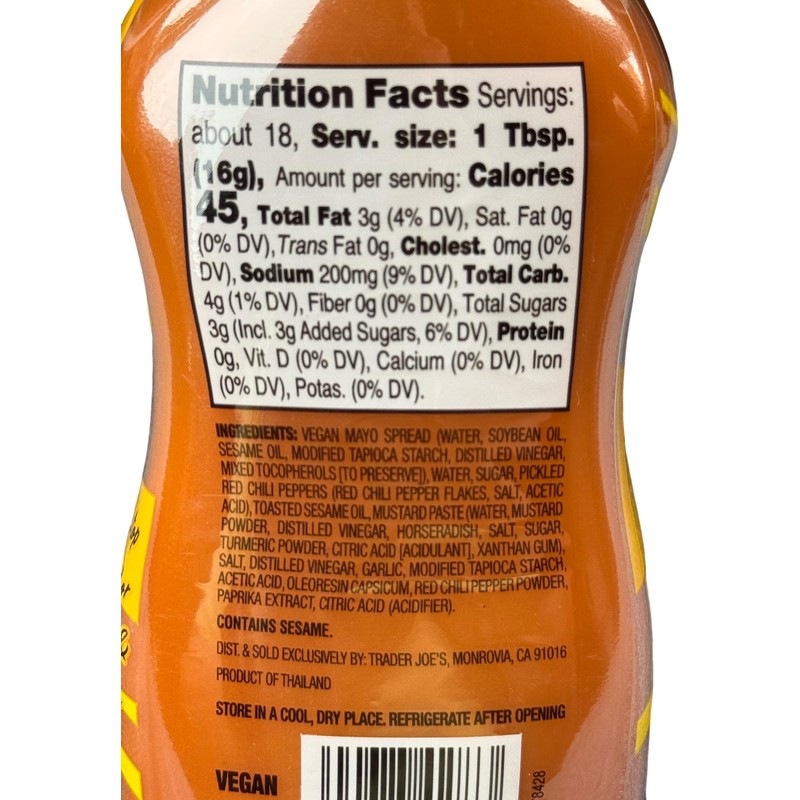 Nutrition Facts Servings:
about 18, Serv. size: 1 Tbsp.
(16g), Amount per serving: Calories
45, Total Fat 3g (4% DV), Sat. Fat 0g
(0% DV), Trans Fat 0g, Cholest. 0mg (0%
DV), Sodium 200mg (9% DV), Total Carb.
4g (1% DV), Fiber 0g (0% DV), Total Sugars
3g (Incl. 3g Added Sugars, 6% DV), Protein
0g, Vit. D (0% DV), Calcium (0% DV), Iron
(0% DV), Potas. (0% DV).
INGREDIENTS: VEGAN MAYO SPREAD (WATER, SOYBEAN OIL,
SESAME OIL, MODIFIED TAPIOCA STARCH, DISTILLED VINEGAR,
MIXED TOCOPHEROLS [TO PRESERVE]), WATER, SUGAR, PICKLED
RED CHILI PEPPERS (RED CHILI PEPPER FLAKES, SALT, ACETIC
ACID), TOASTED SESAME OIL, MUSTARD PASTE (WATER, MUSTARD
POWDER, DISTILLED VINEGAR, HORSERADISH, SALT, SUGAR,
TURMERIC POWDER, CITRIC ACID [ACIDULANT], XANTHAN GUM),
SALT, DISTILLED VINEGAR, GARLIC, MODIFIED TAPIOCA STARCH,
ACETIC ACID, OLEORESIN CAPSICUM, RED CHILI PEPPER POWDER,
PAPRIKA EXTRACT, CITRIC ACID (ACIDIFIER).
CONTAINS SESAME.
DIST. & SOLD EXCLUSIVELY BY: TRADER JOE'S, MONROVIA, CA 91016
PRODUCT OF THAILAND
STORE IN A COOL, DRY PLACE. REFRIGERATE AFTER OPENING
VEGAN
8428